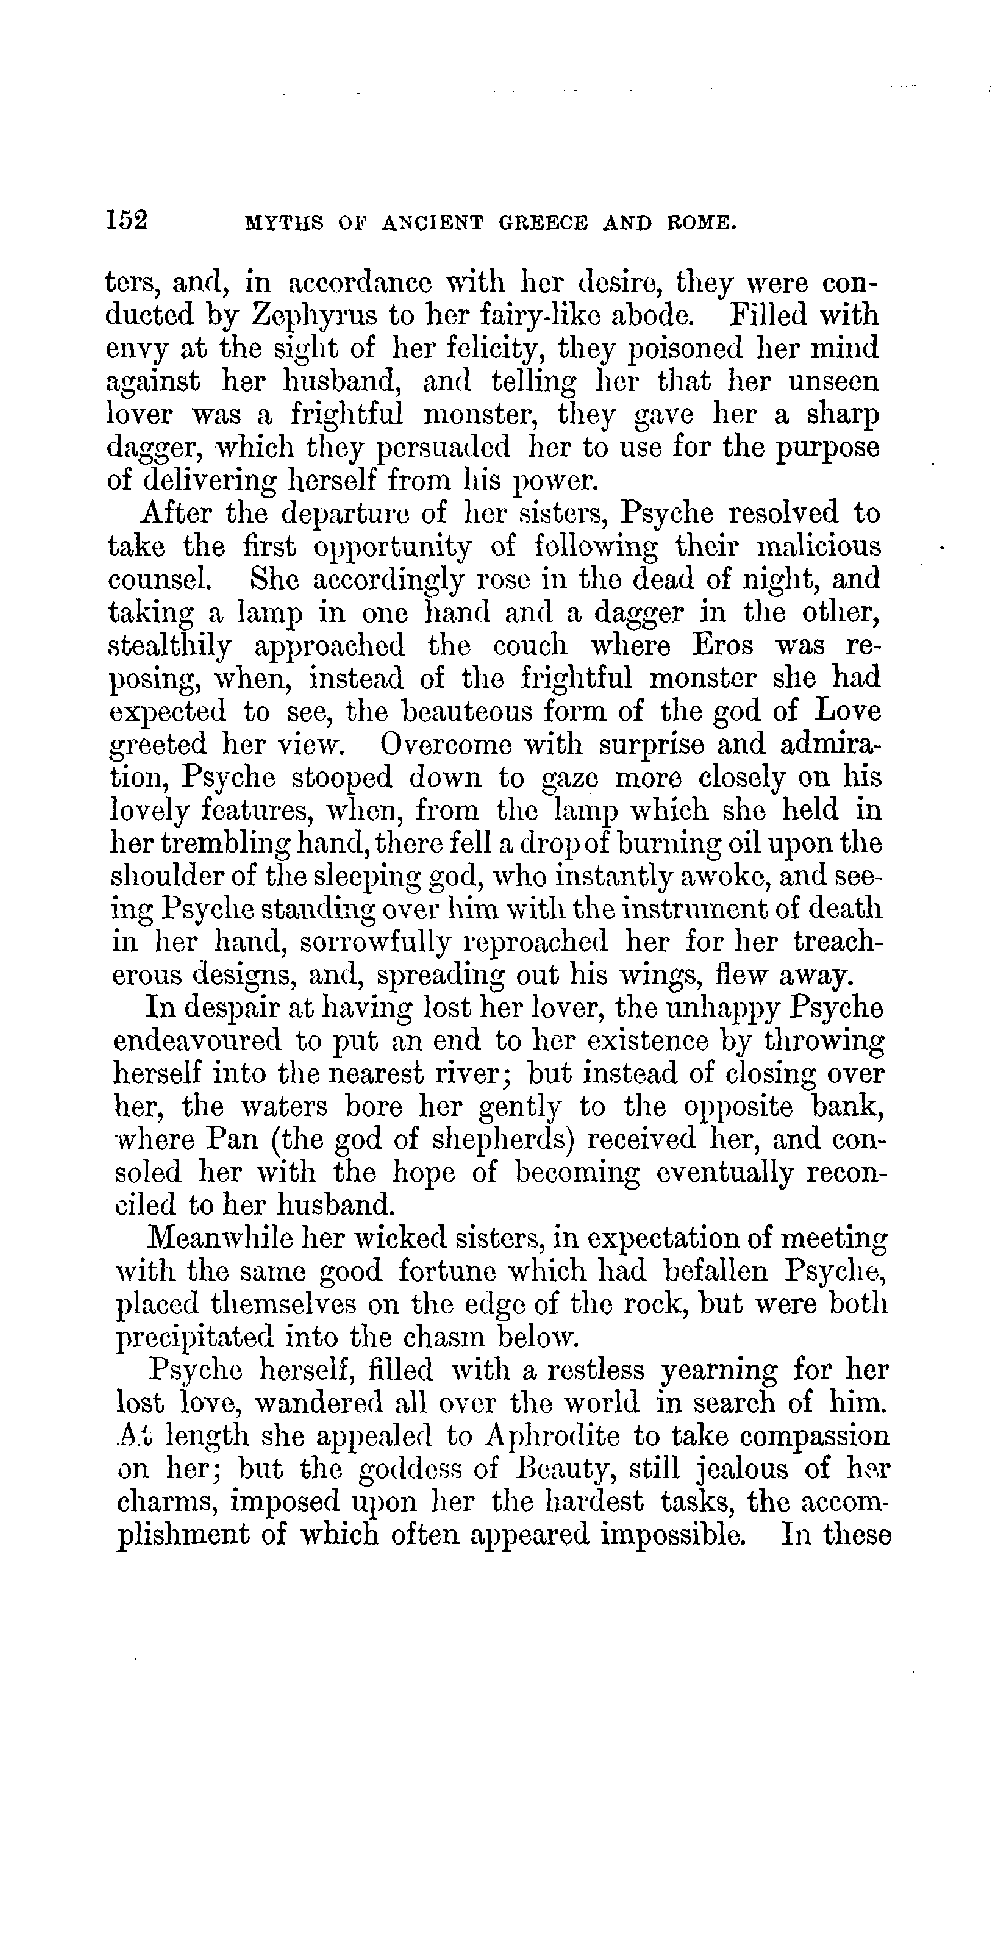 152 MYTHS OF ANCIENT GREECE AND ROME.
ters, and, in accordance with her desire, they were con-
ducted by Zephyrus to her fairy-like abode. Filled with
envy at the sight of her felicity, they poisoned her mind
against her husband, and telling her that her unseen
lover was a frightful monster, they gave her a sharp
dagger, which they persuaded her to use for the purpose
of delivering herself from his power.
After the departure of her sisters, Psyche resolved to
take the first opportunity of following their malicious
counsel. She accordingly rose in the dead of night, and
taking a lamp in one hand and a dagger in the other,
stealthily approached the couch where Eros was re-
posing, when, instead of the frightful monster she had
expected to see, the beauteous form of the god of Love
greeted her view. Overcome with surprise and admira-
tion, Psyche stooped down to gaze more closely on his
lovely features, when, from the lamp which she held in
her trembling hand, there fell a drop of burning oil upon the
shoulder of the sleeping god, who instantly awoke, and see-
ing Psyche standing over him with the instrument of death
in her hand, sorrowfully reproached her for her treach-
erous designs, and, spreading out his wings, flew away.
In despair at having lost her lover, the unhappy Psyche
endeavoured to put an end to her existence by throwing
herself into the nearest river; but instead of closing over
her, the waters bore her gently to the opposite bank,
where Pan (the god of shepherds) received her, and con-
soled her with the hope of becoming eventually recon-
ciled to her husband.
Meanwhile her wicked sisters, in expectation of meeting
with the same good fortune which had befallen Psyche,
placed themselves on the edge of the rock, but were both
precipitated into the chasm below.
Psyche herself, filled with a restless yearning for her
lost love, wandered all over the world in search of him.
At length she appealed to Aphrodite to take compassion
on her; but the goddess of Beauty, still jealous of her
charms, imposed upon her the hardest tasks, the accom-
plishment of which often appeared impossible. In these